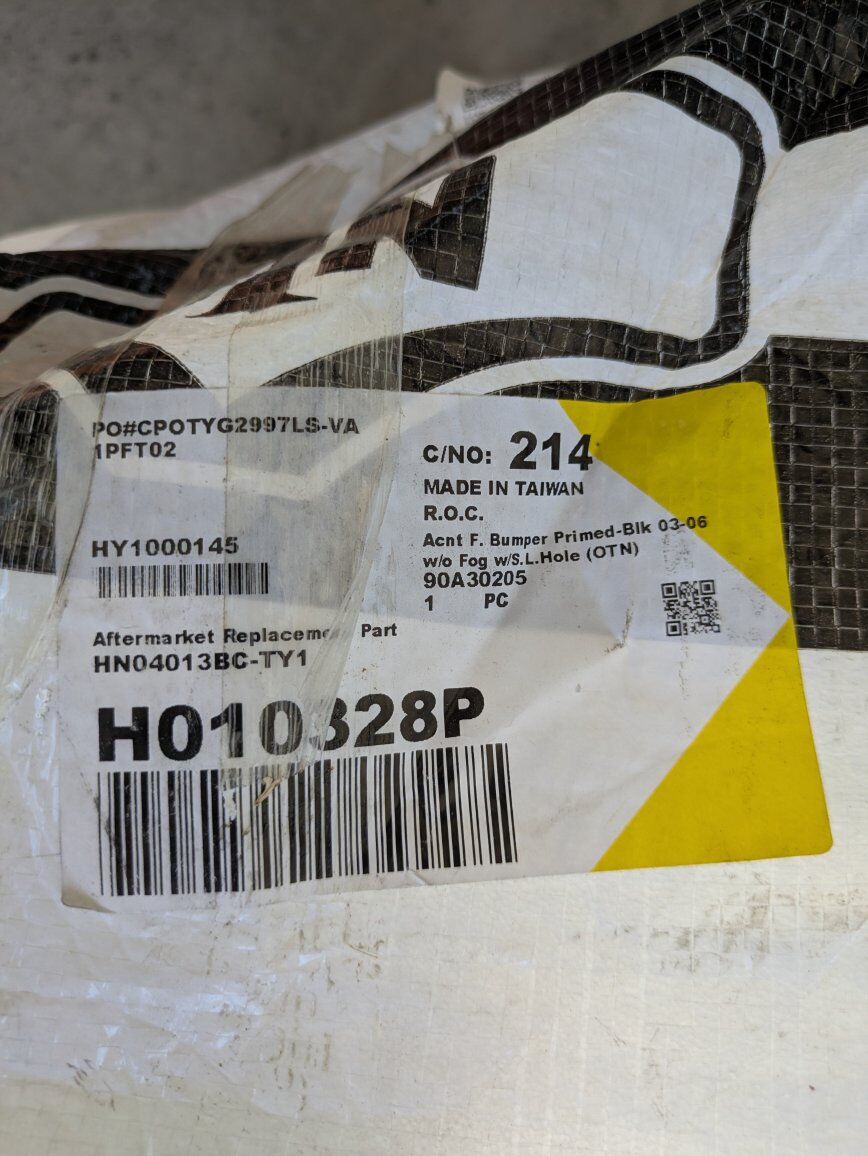 PO#CPOTYG2997LS-VA
1PFT02
HY1000145
Aftermarket Replacement Part
HN04013BC-TY1
H010328P
C/NO: 214
MADE IN TAIWAN
R.O.C.
Acnt F. Bumper Primed-Blk 03-06
w/o Fog w/S.L.Hole (OTN)
90A30205
1 PC